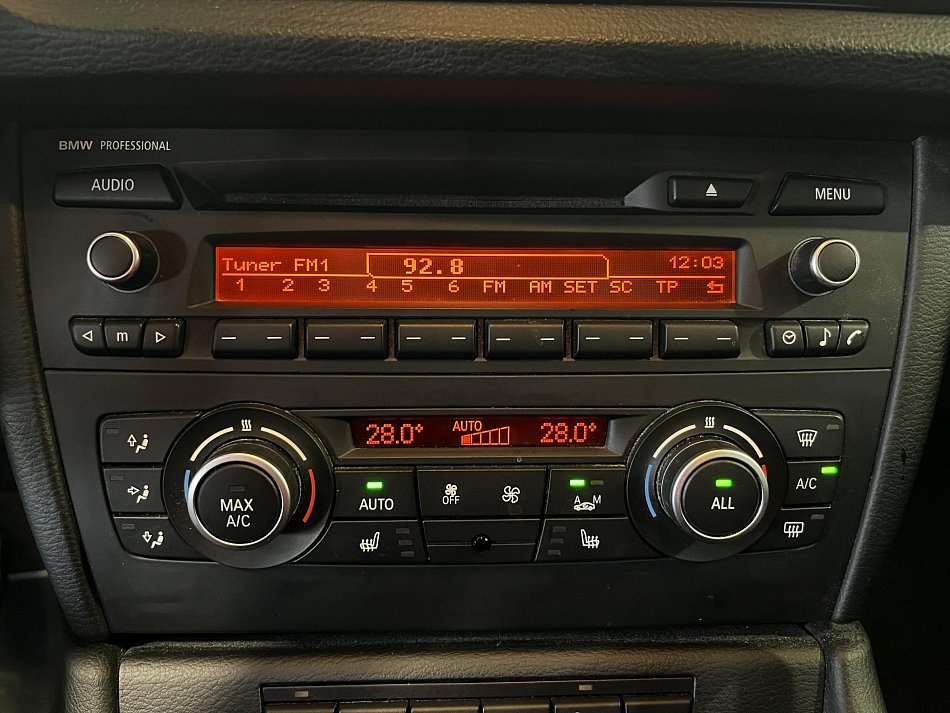 BMW PROFESSIONAL
AUDIO
MENU
Tuner FM1 92.8 12:03
1 2 3 4 5 6 FM AM SET SC TP
m
28.0° AUTO 28.0°
MAX A/C
AUTO
OFF
A M
ALL
A/C